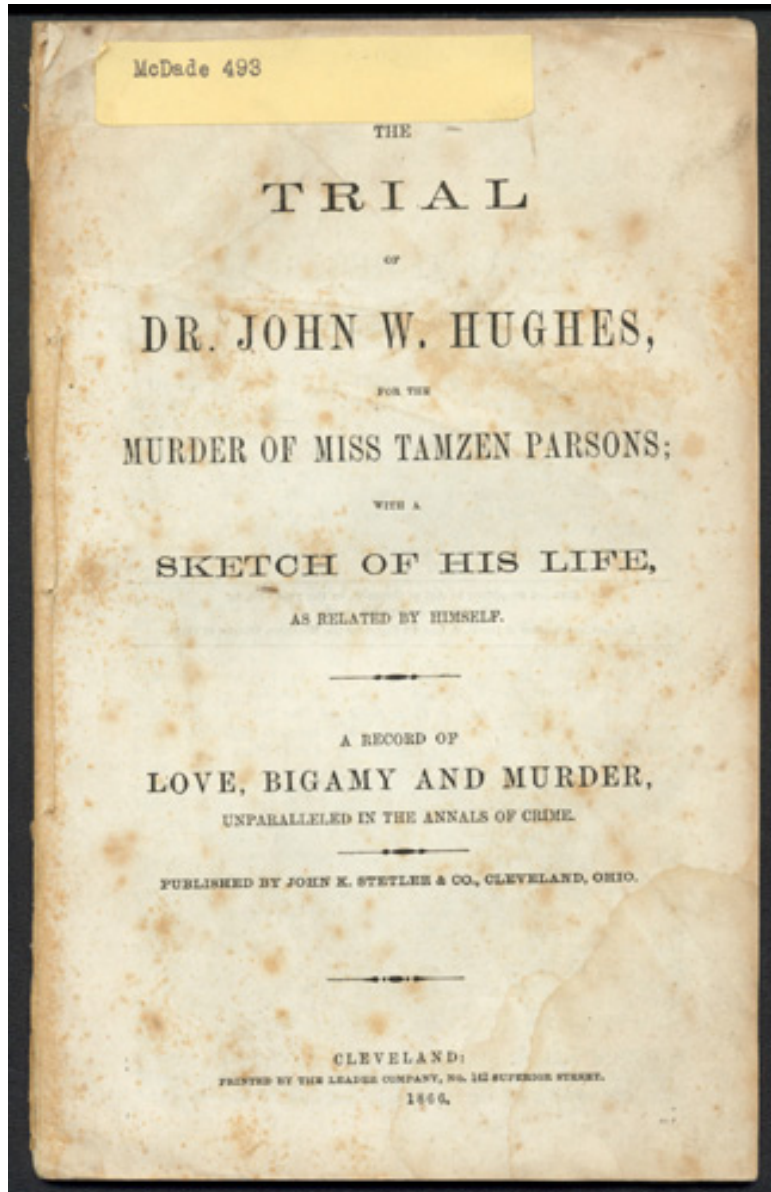 McDade 493
THE
TRIAL
OF
DR. JOHN W. HUGHES,
FOR THE
MURDER OF MISS TAMZEN PARSONS;
WITH A
SKETCH OF HIS LIFE,
AS RELATED BY HIMSELF.
A RECORD OF
LOVE, BIGAMY AND MURDER,
UNPARALLELED IN THE ANNALS OF CRIME.
PUBLISHED BY JOHN K. STETLER & CO., CLEVELAND, OHIO.
CLEVELAND:
PRINTED BY THE LEADER COMPANY, NO. 142 SUPERIOR STREET.
1866.